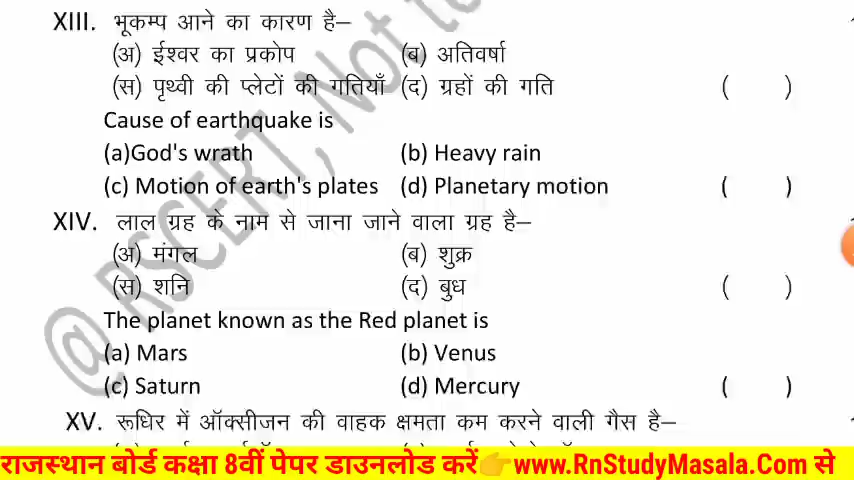 XIII. भूकम्प आने का कारण है–
(अ) ईश्वर का प्रकोप (ब) अतिवर्षा
(स) पृथ्वी की प्लेटों की गतियाँ (द) ग्रहों की गति ( )
Cause of earthquake is
(a)God's wrath (b) Heavy rain
(c) Motion of earth's plates (d) Planetary motion ( )
XIV. लाल ग्रह के नाम से जाना जाने वाला ग्रह है–
(अ) मंगल (ब) शुक्र
(स) शनि (द) बुध ( )
The planet known as the Red planet is
(a) Mars (b) Venus
(c) Saturn (d) Mercury ( )
XV. रूधिर में ऑक्सीजन की वाहक क्षमता कम करने वाली गैस है–
राजस्थान बोर्ड कक्षा 8वीं पेपर डाउनलोड करें👉www.RnStudyMasala.Com से
@ RSCERT, Not to